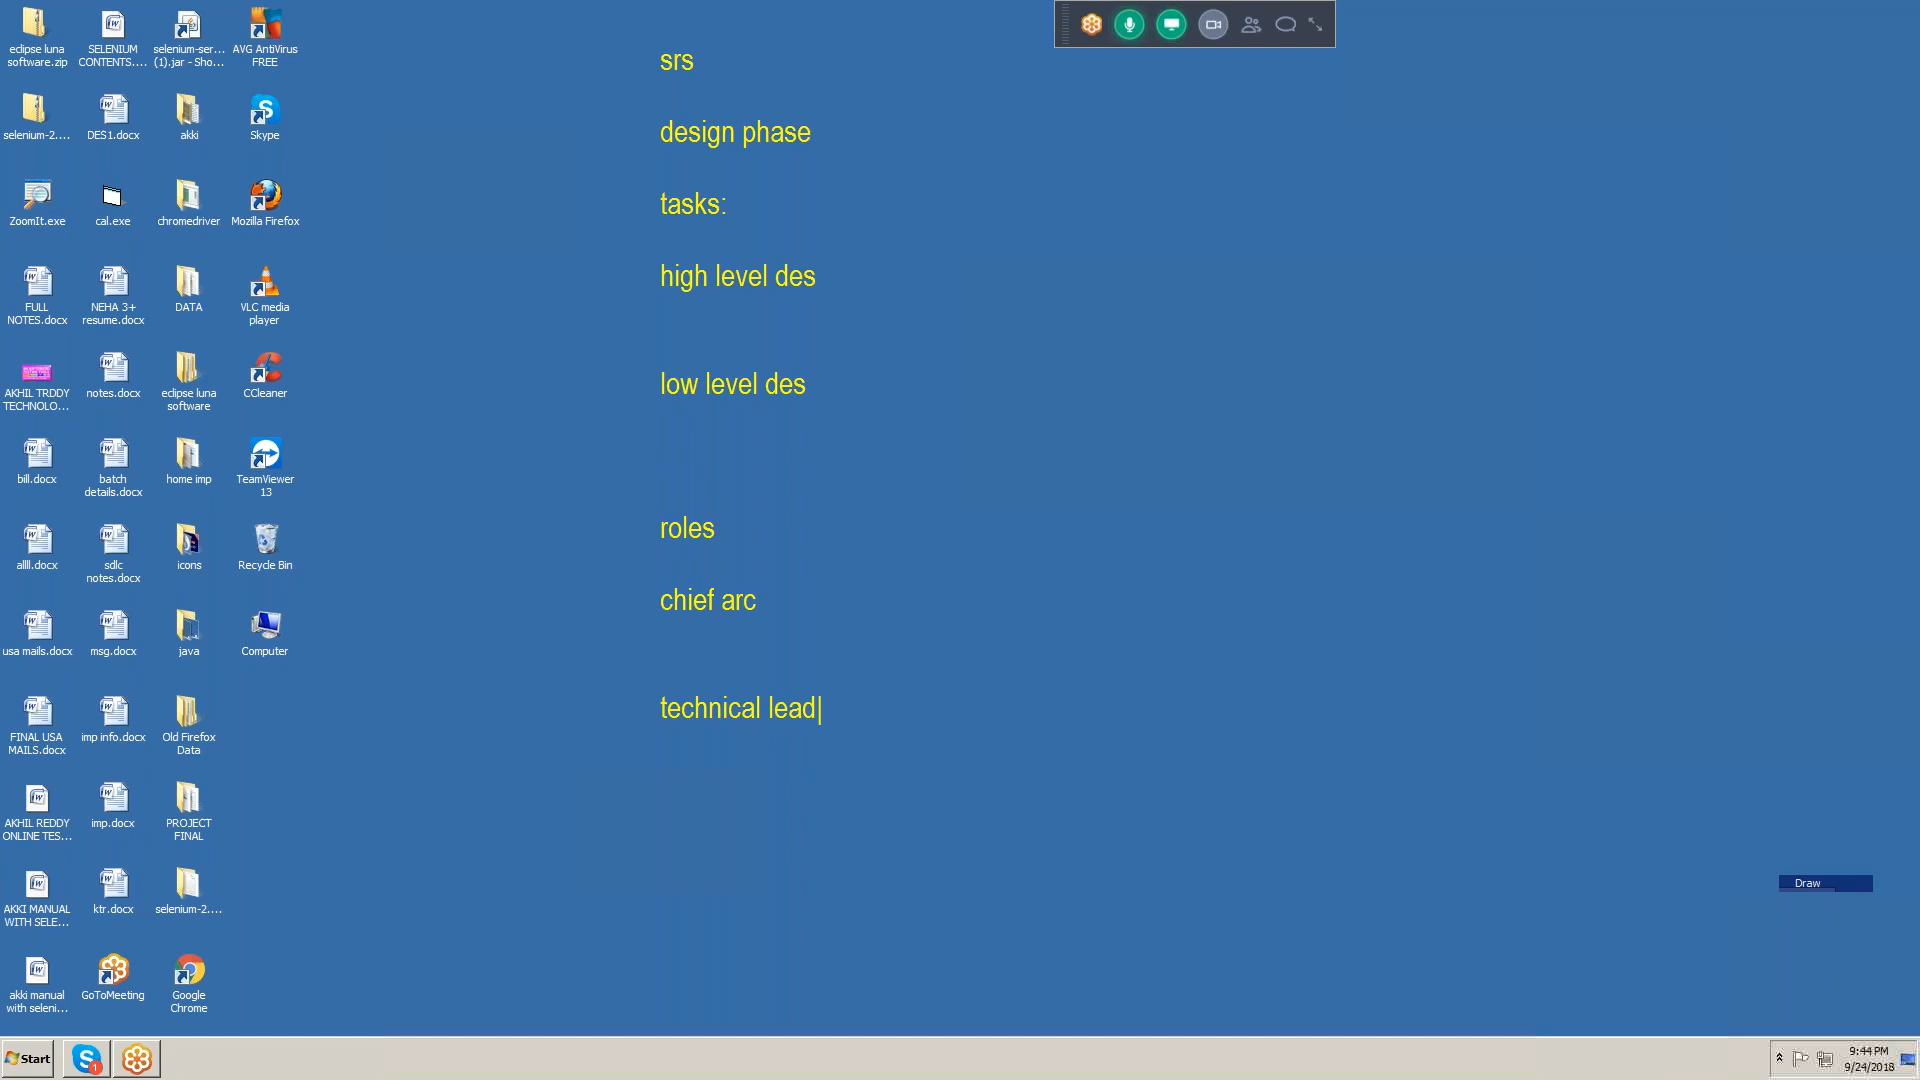 eclipse luna
software.zip
SELENIUM
CONTENTS....
selenium-ser...
(1).jar - Sho...
AVG AntiVirus
FREE
selenium-2....
DES1.docx
akki
Skype
ZoomIt.exe
cal.exe
chromedriver
Mozilla Firefox
FULL
NOTES.docx
NEHA 3+
resume.docx
DATA
VLC media
player
AKHIL TRDDY
TECHNOLO...
notes.docx
eclipse luna
software
CCleaner
bill.docx
batch
details.docx
home imp
TeamViewer
13
allll.docx
sdlc
notes.docx
icons
Recycle Bin
usa mails.docx
msg.docx
java
Computer
FINAL USA
MAILS.docx
imp info.docx
Old Firefox
Data
AKHIL REDDY
ONLINE TES...
imp.docx
PROJECT
FINAL
AKKI MANUAL
WITH SELE...
ktr.docx
selenium-2....
akki manual
with seleni...
GoToMeeting
Google
Chrome
srs
design phase
tasks:
high level des
low level des
roles
chief arc
technical lead
Draw
Start
1
9:44 PM
9/24/2018